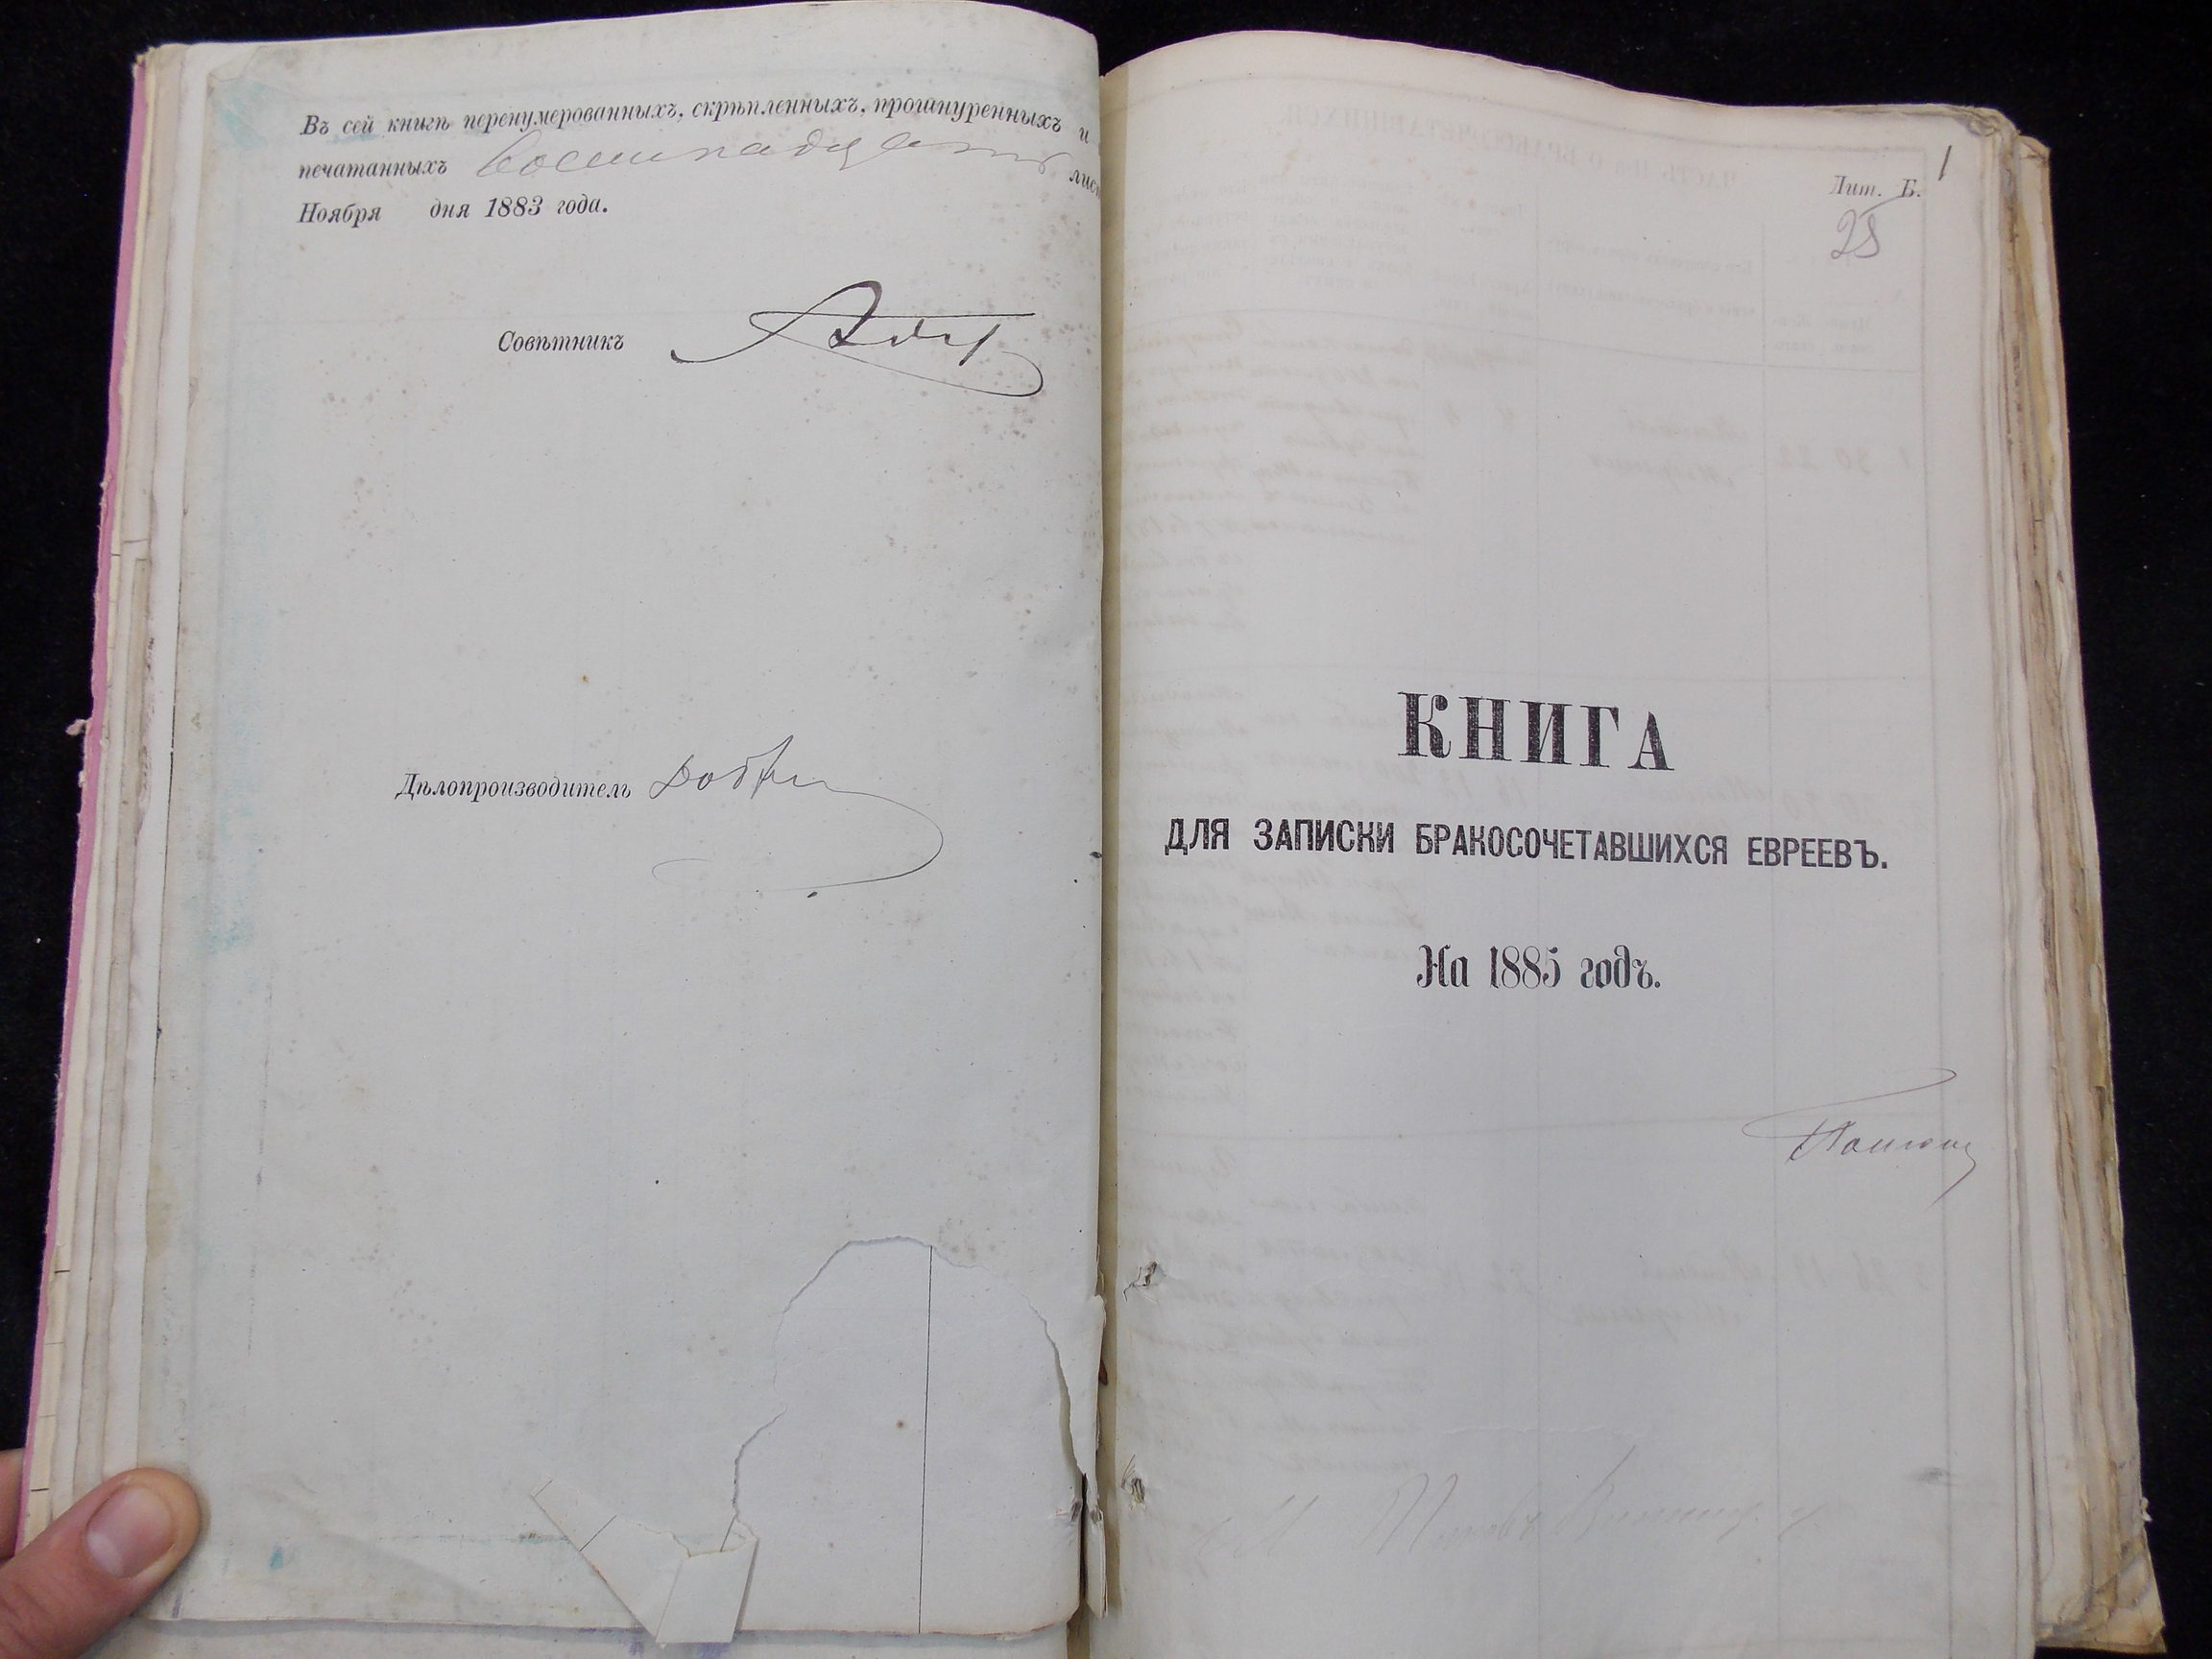 Въ сей книгѣ перенумерованныхъ, скрѣпленныхъ, прошнуренныхъ и
печатанныхъ восемнадцать лис
Ноября дня 1883 года.
Совѣтникъ
Дѣлопроизводитель
1
Лит. Б.
25
КНИГА
ДЛЯ ЗАПИСКИ БРАКОСОЧЕТАВШИХСЯ ЕВРЕЕВЪ.
На 1885 годъ.